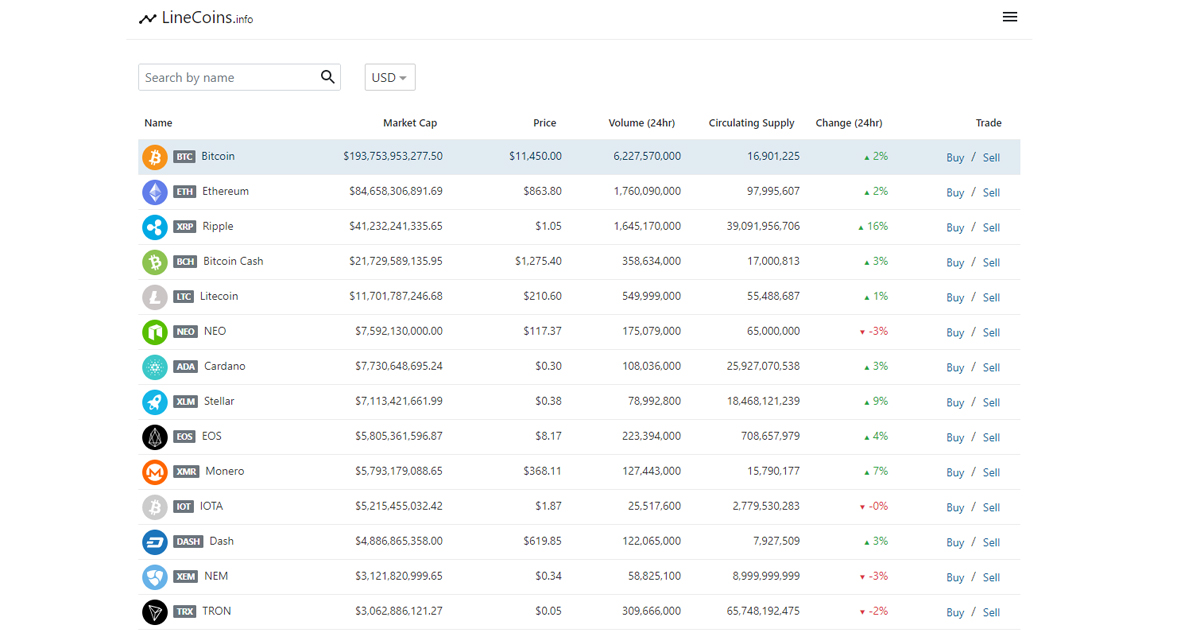 LineCoins.info
Search by name USD
Name Market Cap Price Volume (24hr) Circulating Supply Change (24hr) Trade
BTC Bitcoin $193,753,953,277.50 $11,450.00 6,227,570,000 16,901,225 ▲ 2% Buy / Sell
ETH Ethereum $84,658,306,891.69 $863.80 1,760,090,000 97,995,607 ▲ 2% Buy / Sell
XRP Ripple $41,232,241,335.65 $1.05 1,645,170,000 39,091,956,706 ▲ 16% Buy / Sell
BCH Bitcoin Cash $21,729,589,135.95 $1,275.40 358,634,000 17,000,813 ▲ 3% Buy / Sell
LTC Litecoin $11,701,787,246.68 $210.60 549,999,000 55,488,687 ▲ 1% Buy / Sell
NEO NEO $7,592,130,000.00 $117.37 175,079,000 65,000,000 ▼ -3% Buy / Sell
ADA Cardano $7,730,648,695.24 $0.30 108,036,000 25,927,070,538 ▲ 3% Buy / Sell
XLM Stellar $7,113,421,661.99 $0.38 78,992,800 18,468,121,239 ▲ 9% Buy / Sell
EOS EOS $5,805,361,596.87 $8.17 223,394,000 708,657,979 ▲ 4% Buy / Sell
XMR Monero $5,793,179,088.65 $368.11 127,443,000 15,790,177 ▲ 7% Buy / Sell
IOT IOTA $5,215,455,032.42 $1.87 25,517,600 2,779,530,283 ▼ -0% Buy / Sell
DASH Dash $4,886,865,358.00 $619.85 122,065,000 7,927,509 ▲ 3% Buy / Sell
XEM NEM $3,121,820,999.65 $0.34 58,825,100 8,999,999,999 ▼ -3% Buy / Sell
TRX TRON $3,062,886,121.27 $0.05 309,666,000 65,748,192,475 ▼ -2% Buy / Sell